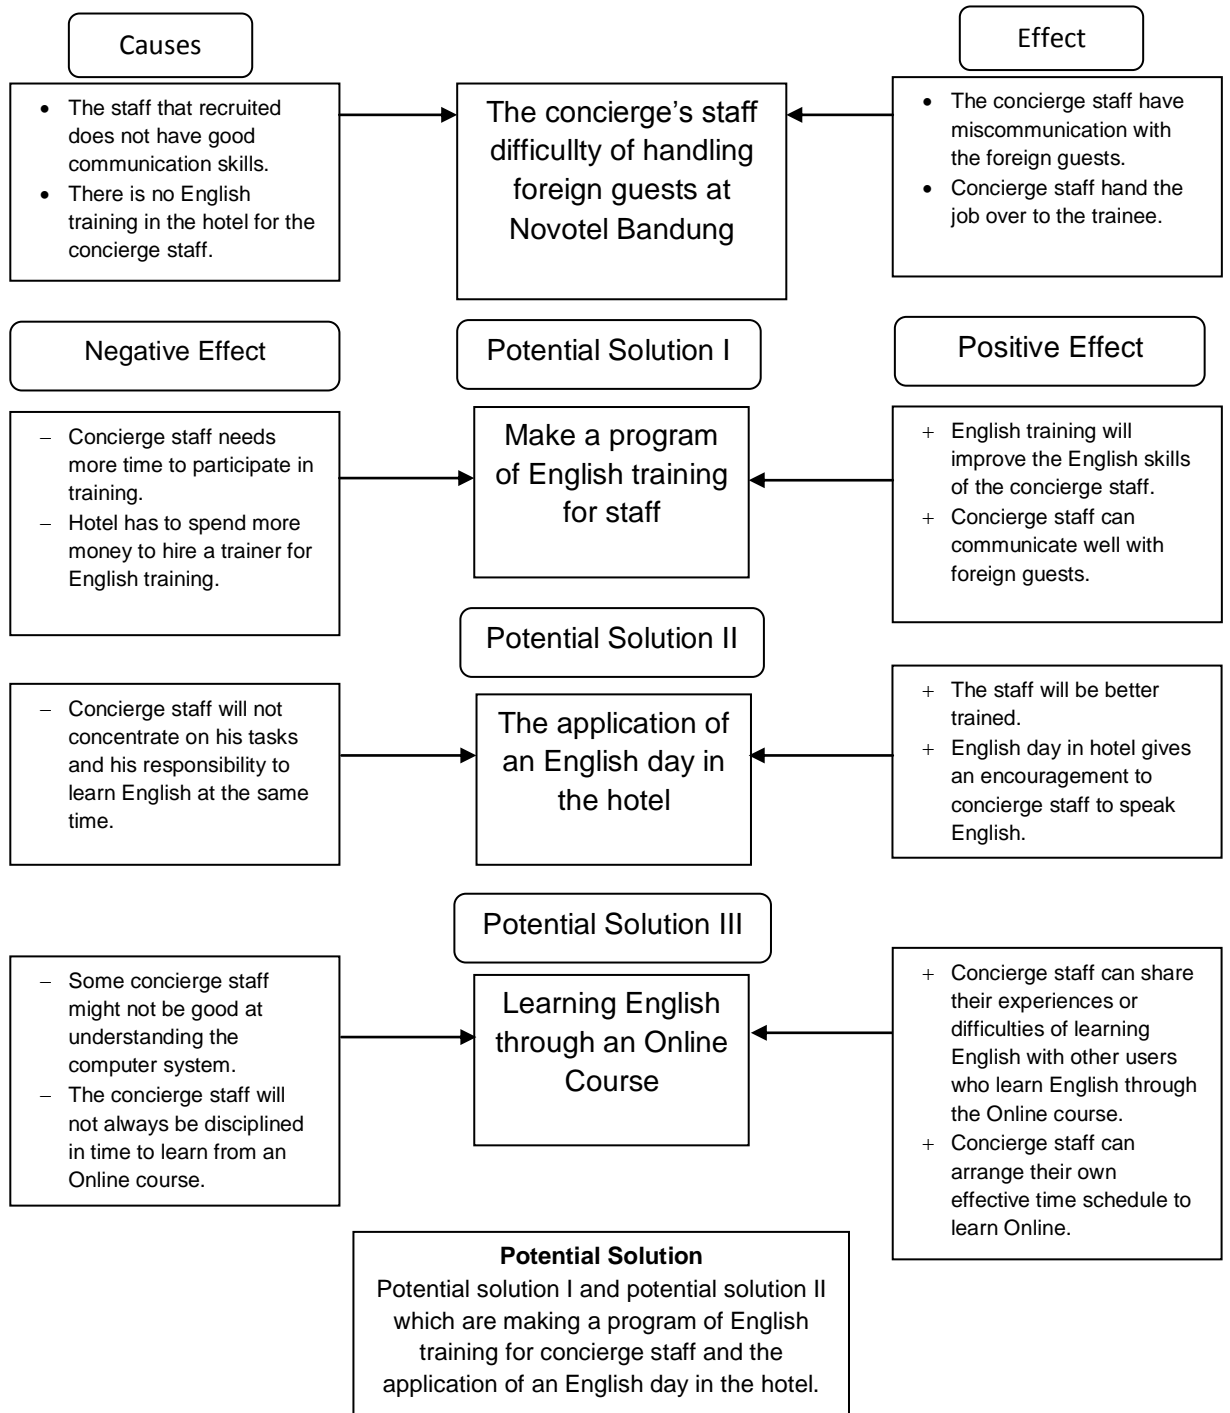 Causes
Effect
• The staff that recruited
does not have good
communication skills.
• There is no English
training in the hotel for the
concierge staff.
The concierge's staff
difficullty of handling
foreign guests at
Novotel Bandung
• The concierge staff have
miscommunication with
the foreign guests.
• Concierge staff hand the
job over to the trainee.
Negative Effect
Potential Solution I
Positive Effect
− Concierge staff needs
more time to participate in
training.
− Hotel has to spend more
money to hire a trainer for
English training.
Make a program
of English training
for staff
+ English training will
improve the English skills
of the concierge staff.
+ Concierge staff can
communicate well with
foreign guests.
Potential Solution II
− Concierge staff will not
concentrate on his tasks
and his responsibility to
learn English at the same
time.
The application of
an English day in
the hotel
+ The staff will be better
trained.
+ English day in hotel gives
an encouragement to
concierge staff to speak
English.
Potential Solution III
− Some concierge staff
might not be good at
understanding the
computer system.
− The concierge staff will
not always be disciplined
in time to learn from an
Online course.
Learning English
through an Online
Course
+ Concierge staff can share
their experiences or
difficulties of learning
English with other users
who learn English through
the Online course.
+ Concierge staff can
arrange their own
effective time schedule to
learn Online.
Potential Solution
Potential solution I and potential solution II
which are making a program of English
training for concierge staff and the
application of an English day in the hotel.